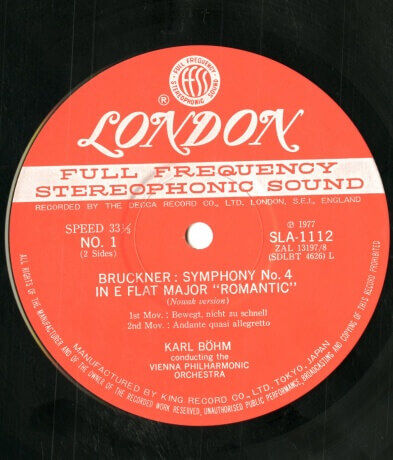 FULL FREQUENCY
ffss
STEREOPHONIC SOUND
®
LONDON
FULL FREQUENCY
STEREOPHONIC SOUND
RECORDED BY THE DECCA RECORD CO., LTD. LONDON, S.E.I., ENGLAND
SPEED 33⅓
NO. 1
(2 Sides)
℗ 1977
SLA-1112
ZAL 13197/8
(SDLBT 4626) L
BRUCKNER : SYMPHONY No. 4
IN E FLAT MAJOR "ROMANTIC"
(Nowak version)
1st Mov. : Bewegt, nicht zu schnell
2nd Mov. : Andante quasi allegretto
KARL BÖHM
conducting the
VIENNA PHILHARMONIC
ORCHESTRA
MANUFACTURED BY KING RECORD CO., LTD., TOKYO, JAPAN
ALL RIGHTS OF THE MANUFACTURER AND OF THE OWNER OF THE RECORDED WORK RESERVED, UNAUTHORISED PUBLIC PERFORMANCE, BROADCASTING AND COPYING OF THIS RECORD PROHIBITED